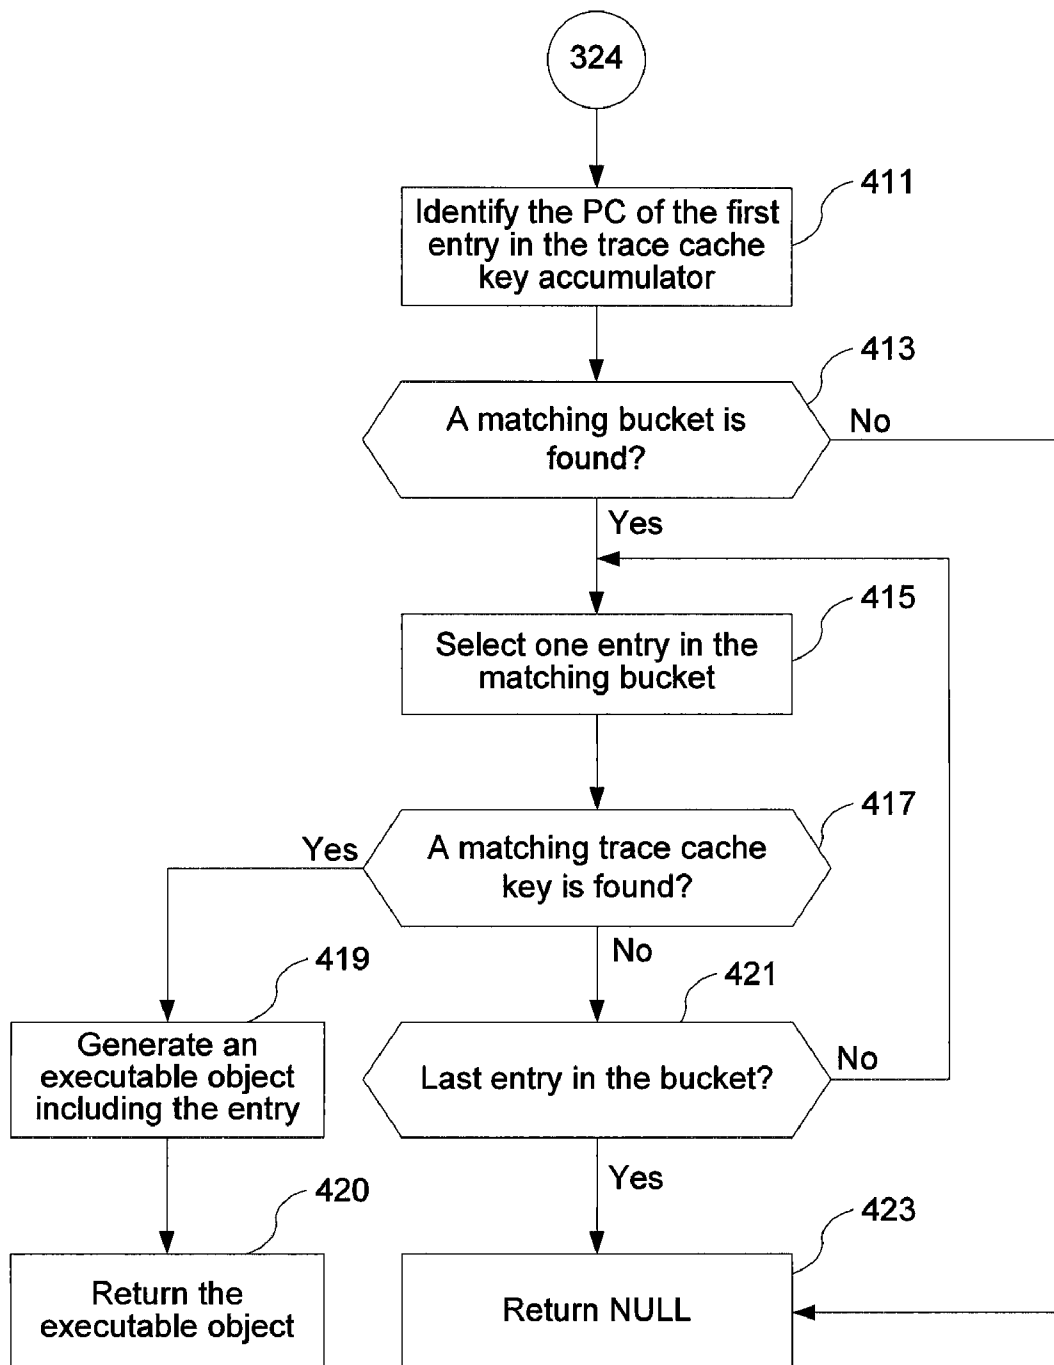 324
411
Identify the PC of the first
entry in the trace cache
key accumulator
413
A matching bucket is
found?
No
Yes
415
Select one entry in the
matching bucket
417
A matching trace cache
key is found?
Yes
No
419
421
Generate an
executable object
including the entry
Last entry in the bucket?
No
Yes
420
423
Return the
executable object
Return NULL